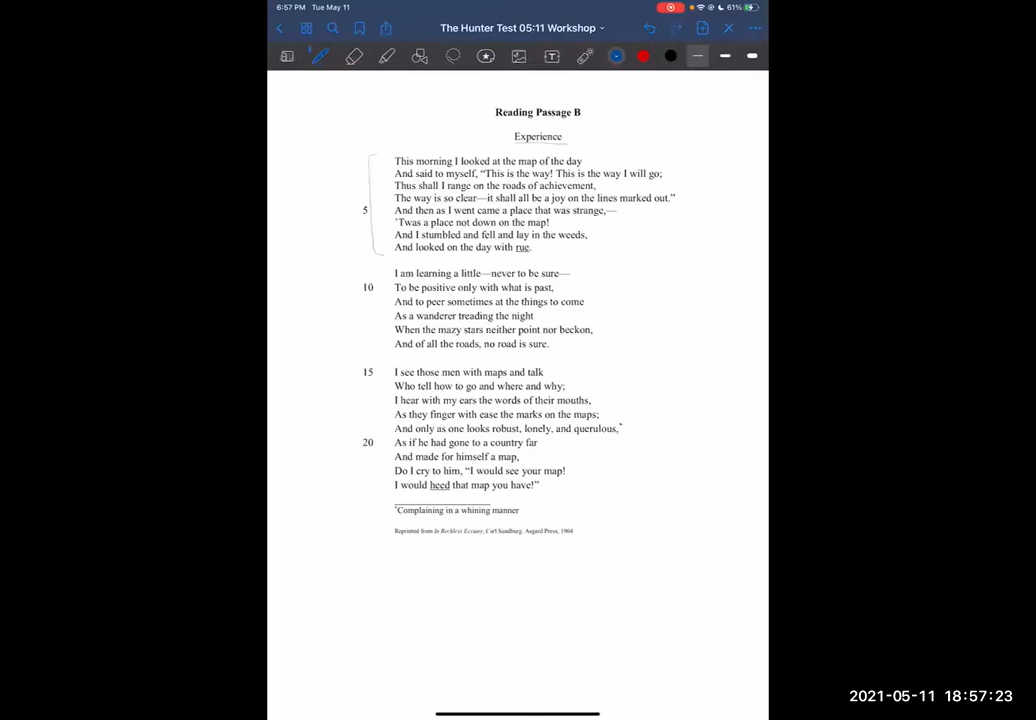 6:57 PM Tue May 11
61%
The Hunter Test 05:11 Workshop
Reading Passage B
Experience
This morning I looked at the map of the day
And said to myself, “This is the way! This is the way I will go;
Thus shall I range on the roads of achievement,
The way is so clear—it shall all be a joy on the lines marked out.”
5 And then as I went came a place that was strange,—
’Twas a place not down on the map!
And I stumbled and fell and lay in the weeds,
And looked on the day with rue.
I am learning a little—never to be sure—
10 To be positive only with what is past,
And to peer sometimes at the things to come
As a wanderer treading the night
When the mazy stars neither point nor beckon,
And of all the roads, no road is sure.
15 I see those men with maps and talk
Who tell how to go and where and why;
I hear with my ears the words of their mouths,
As they finger with ease the marks on the maps;
And only as one looks robust, lonely, and querulous,*
20 As if he had gone to a country far
And made for himself a map,
Do I cry to him, “I would see your map!
I would heed that map you have!”
*Complaining in a whining manner
Reprinted from In Reckless Ecstasy, Carl Sandburg. Asgard Press, 1904
2021-05-11 18:57:23